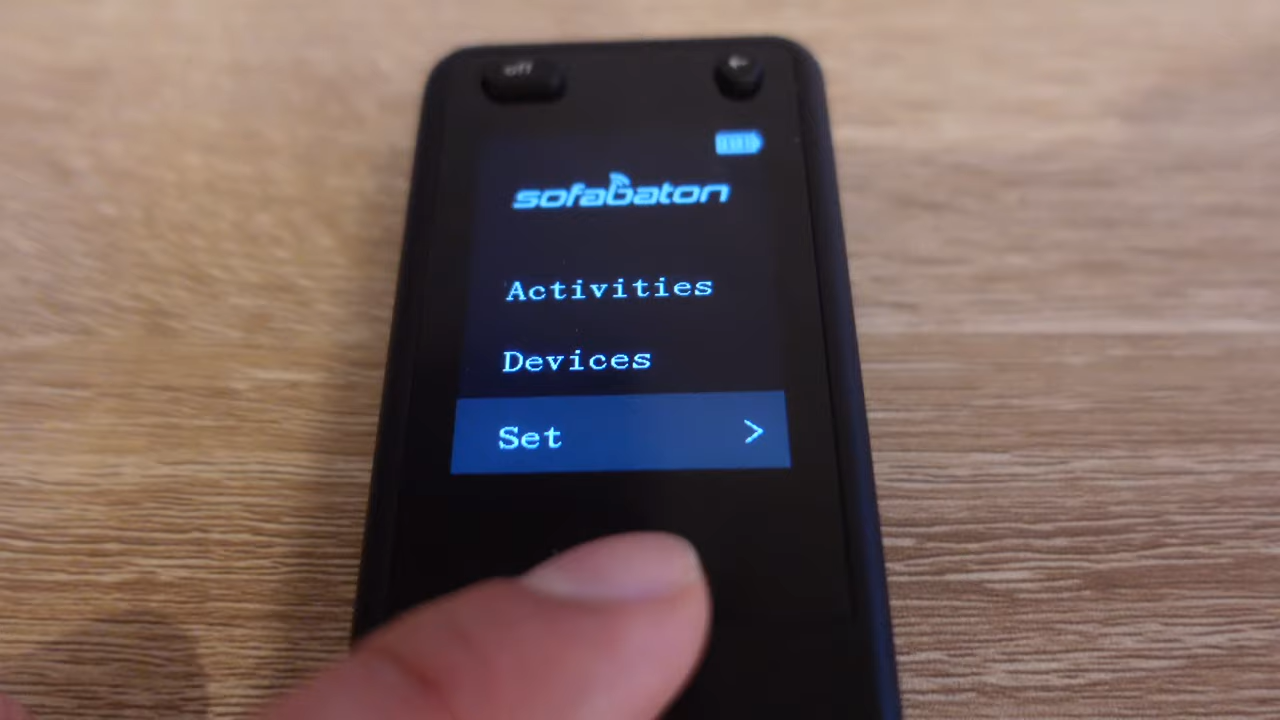 off
sofabaton
Activities
Devices
Set >